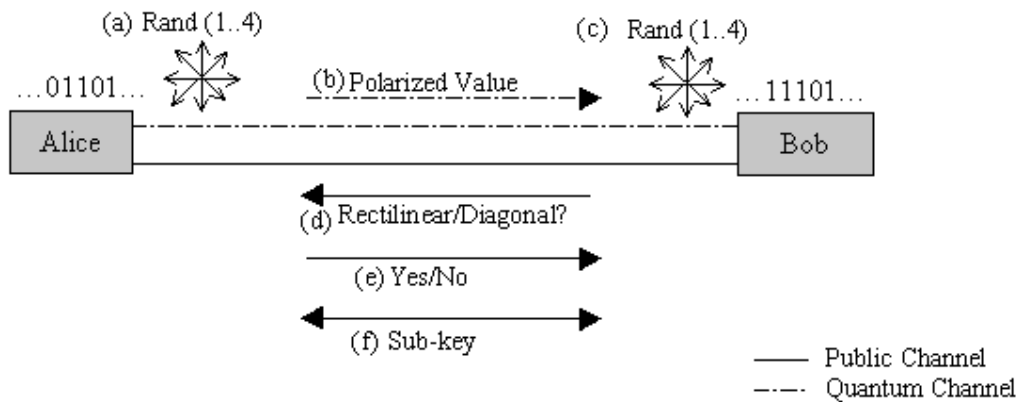 (a) Rand (1..4)
(c) Rand (1..4)
...01101...
(b) Polarized Value
...11101...
Alice
Bob
(d) Rectilinear/Diagonal?
(e) Yes/No
(f) Sub-key
Public Channel
Quantum Channel